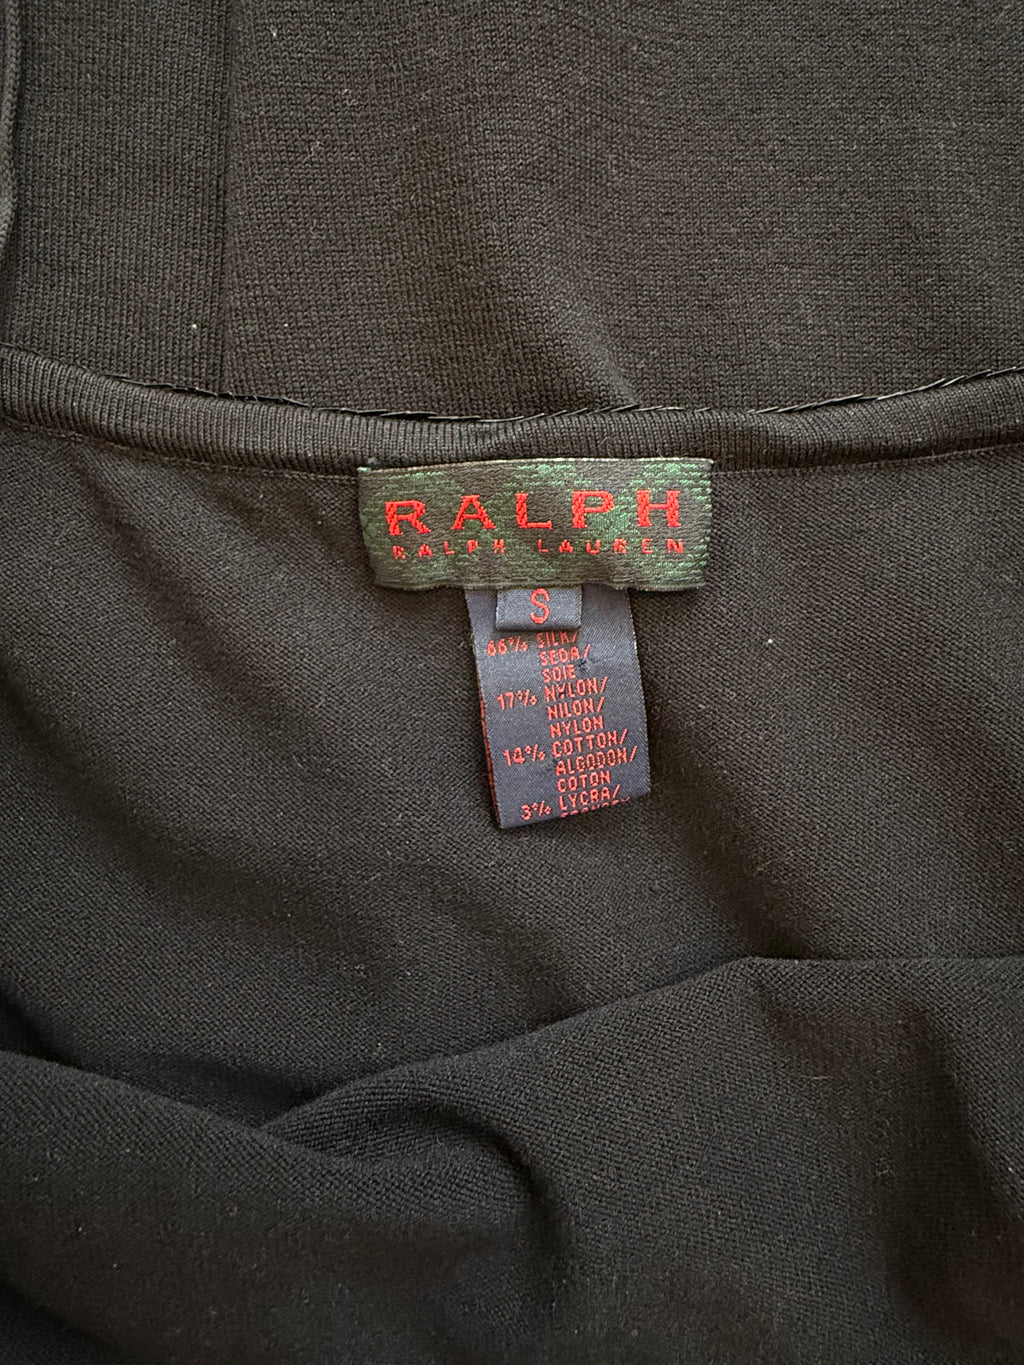 RALPH
RALPH LAUREN
S
66% SILK/
SEDA/
SOIE
17% NYLON/
NILON/
NYLON
14% COTTON/
ALGODON/
COTON
3% LYCRA/